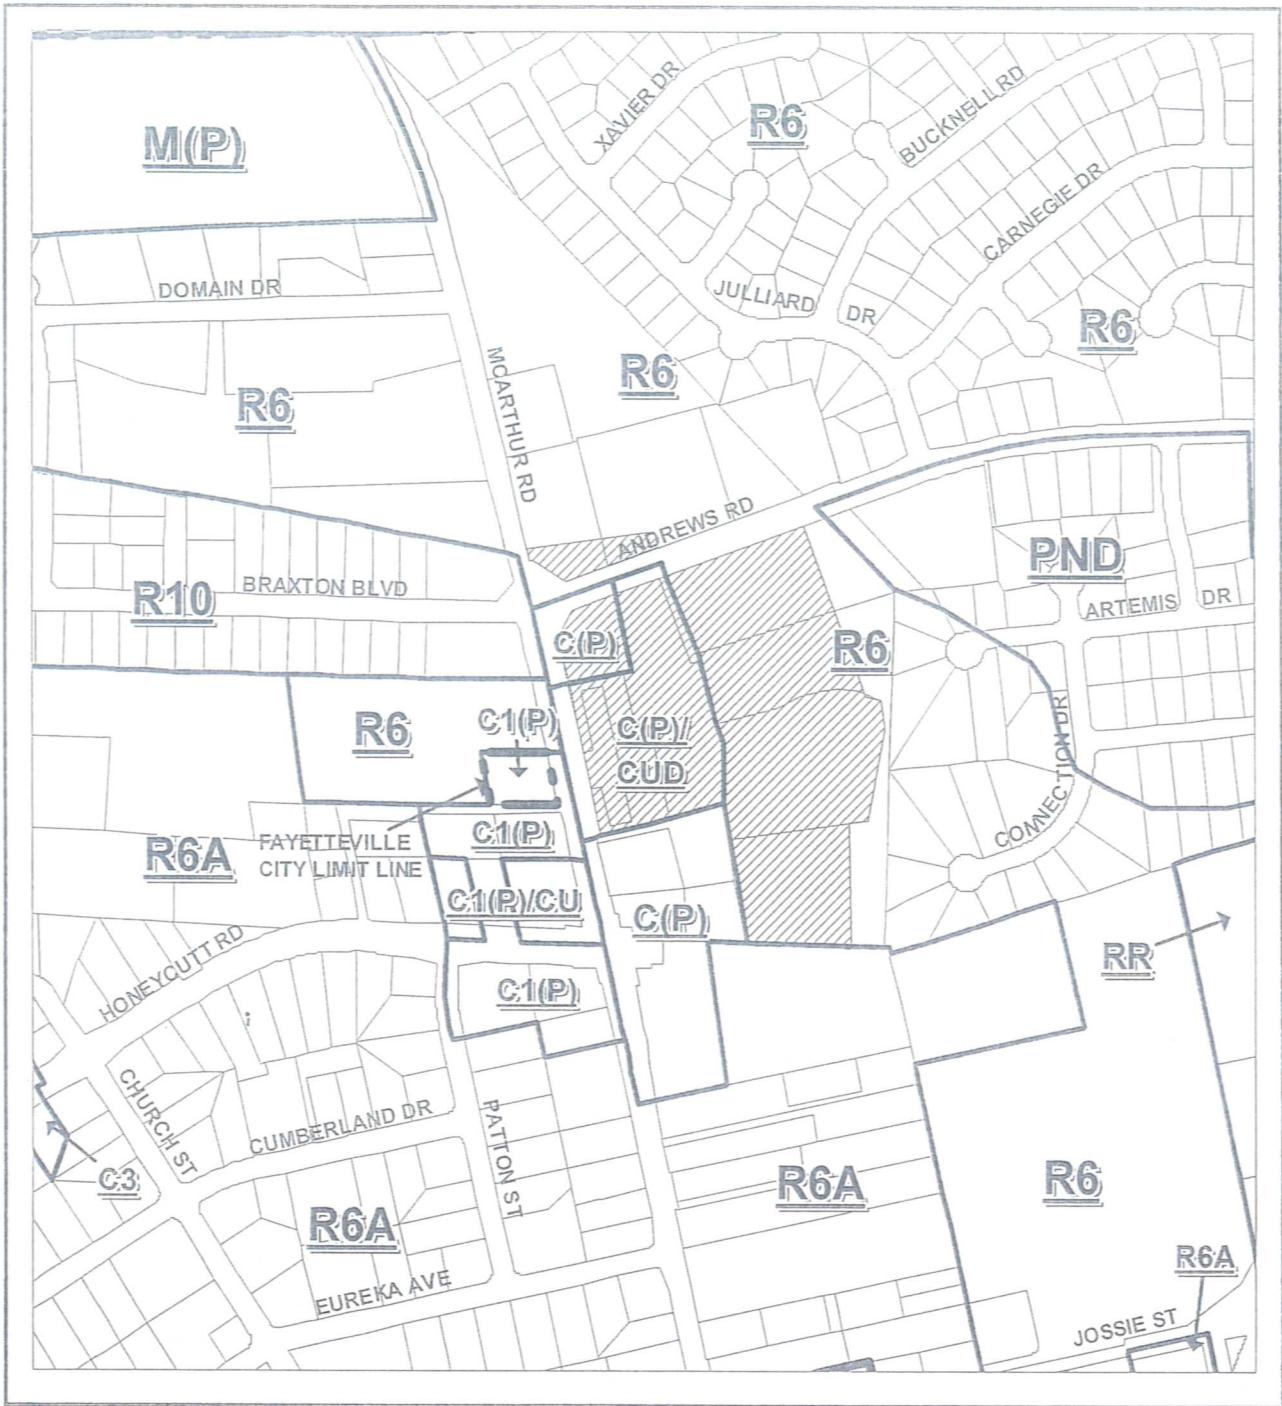 XAVIER DR
R6
BUCKNELL RD
M(P)
CARNEGIE DR
DOMAIN DR
JULLIARD DR
R6
R6
MCARTHUR RD
R6
ANDREWS RD
PND
BRAXTON BLVD
R10
ARTEMIS DR
C(P)
R6
R6
C1(P)
C(P)/
CUD
CONNECTION DR
FAYETTEVILLE
CITY LIMIT LINE
C1(P)
R6A
C1(P)/CU
C(P)
HONEYCUTT RD
RR
C1(P)
CHURCH ST
CUMBERLAND DR
PATTON ST
C3
R6A
R6
R6A
R6A
EUREKA AVE
JOSSIE ST